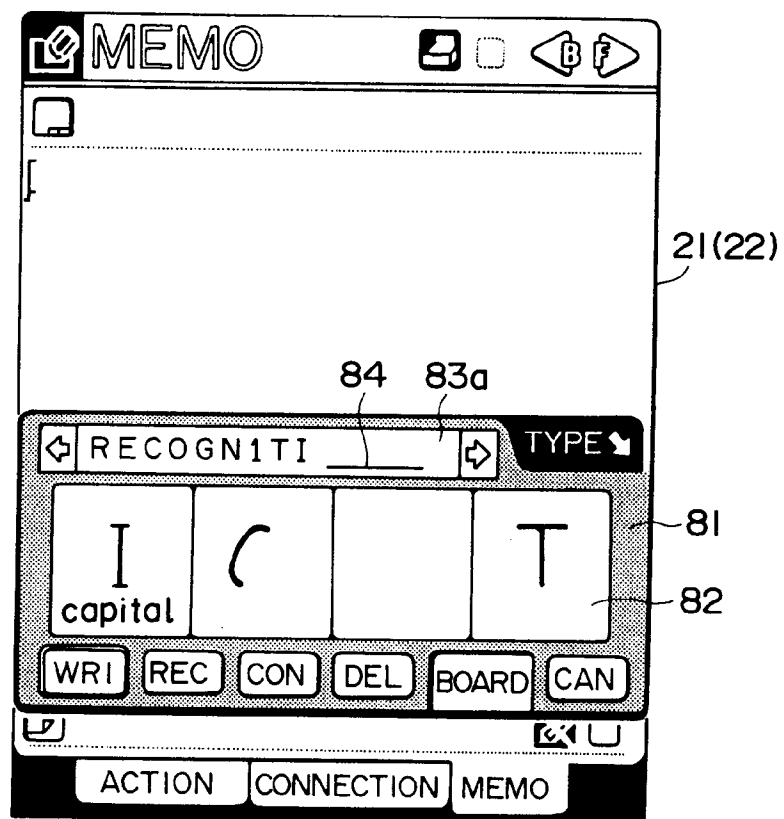 MEMO B F
21(22)
84 83a
RECOGN1TI TYPE
81
I ( T
capital
82
WRI REC CON DEL BOARD CAN
ACTION CONNECTION MEMO